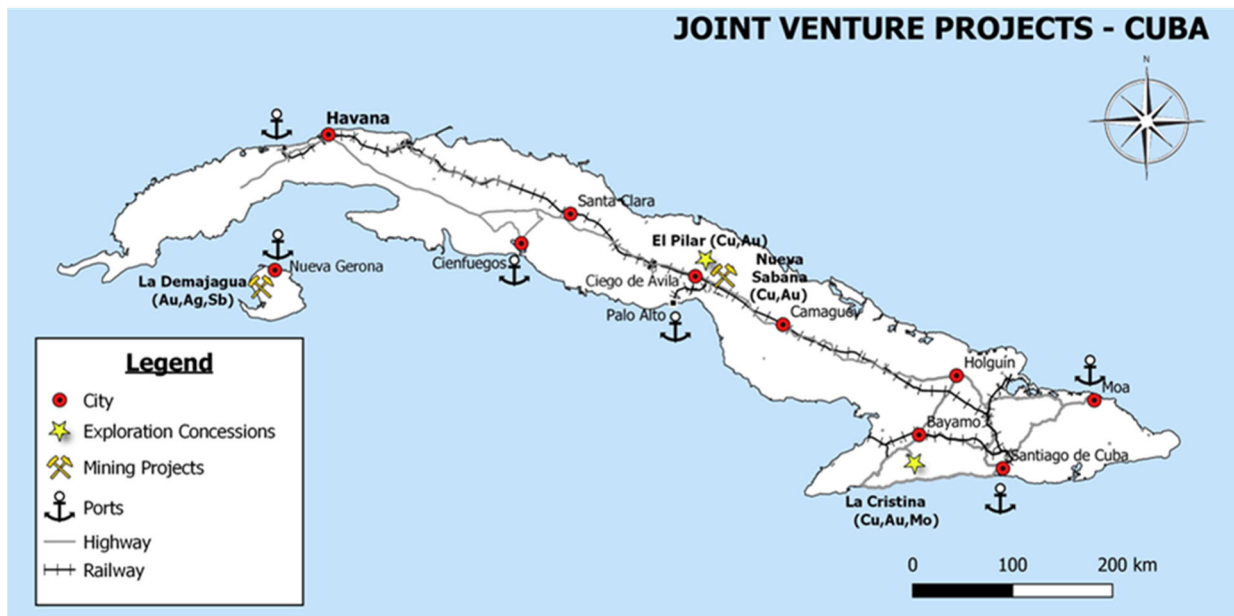 JOINT VENTURE PROJECTS - CUBA
N
Havana
Santa Clara
El Pilar (Cu,Au)
Nueva
Sabana
(Cu,Au)
Cienfuegos
Ciego de Avila
Nueva Gerona
La Demajagua
(Au,Ag,Sb)
Palo Alto
Camaguey
Holguín
Moa
Bayamo
Santiago de Cuba
La Cristina
(Cu,Au,Mo)
Legend
City
Exploration Concessions
Mining Projects
Ports
Highway
Railway
0 100 200 km